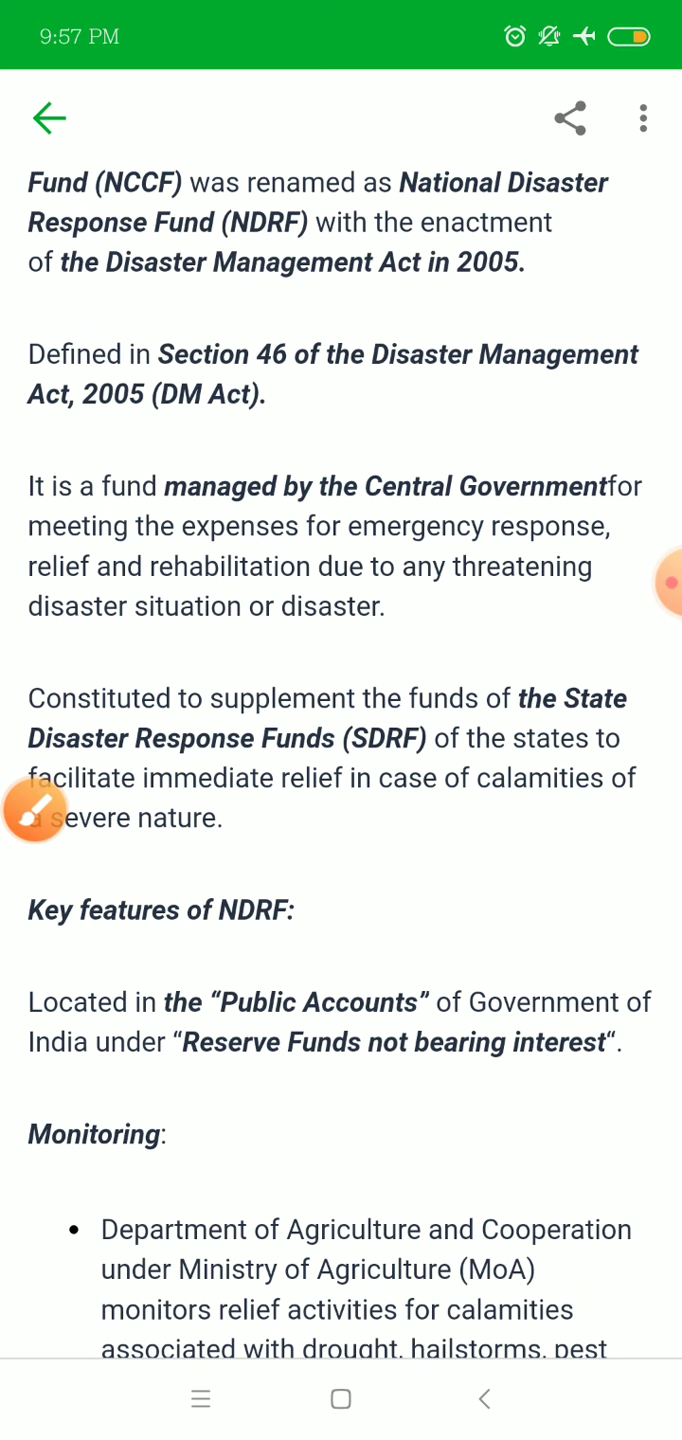 9:57 PM
Fund (NCCF) was renamed as National Disaster
Response Fund (NDRF) with the enactment
of the Disaster Management Act in 2005.
Defined in Section 46 of the Disaster Management
Act, 2005 (DM Act).
It is a fund managed by the Central Governmentfor
meeting the expenses for emergency response,
relief and rehabilitation due to any threatening
disaster situation or disaster.
Constituted to supplement the funds of the State
Disaster Response Funds (SDRF) of the states to
facilitate immediate relief in case of calamities of
a severe nature.
Key features of NDRF:
Located in the “Public Accounts” of Government of
India under “Reserve Funds not bearing interest“.
Monitoring:
• Department of Agriculture and Cooperation
under Ministry of Agriculture (MoA)
monitors relief activities for calamities
associated with drought, hailstorms, pest